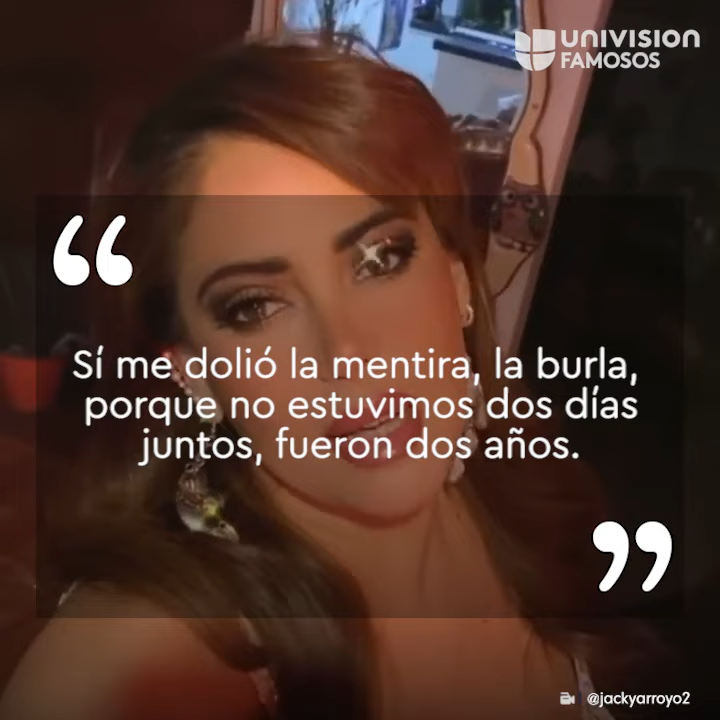 UNIVISION
FAMOSOS
“
Sí me dolió la mentira, la burla,
porque no estuvimos dos días
juntos, fueron dos años.
”
@jackyarroyo2